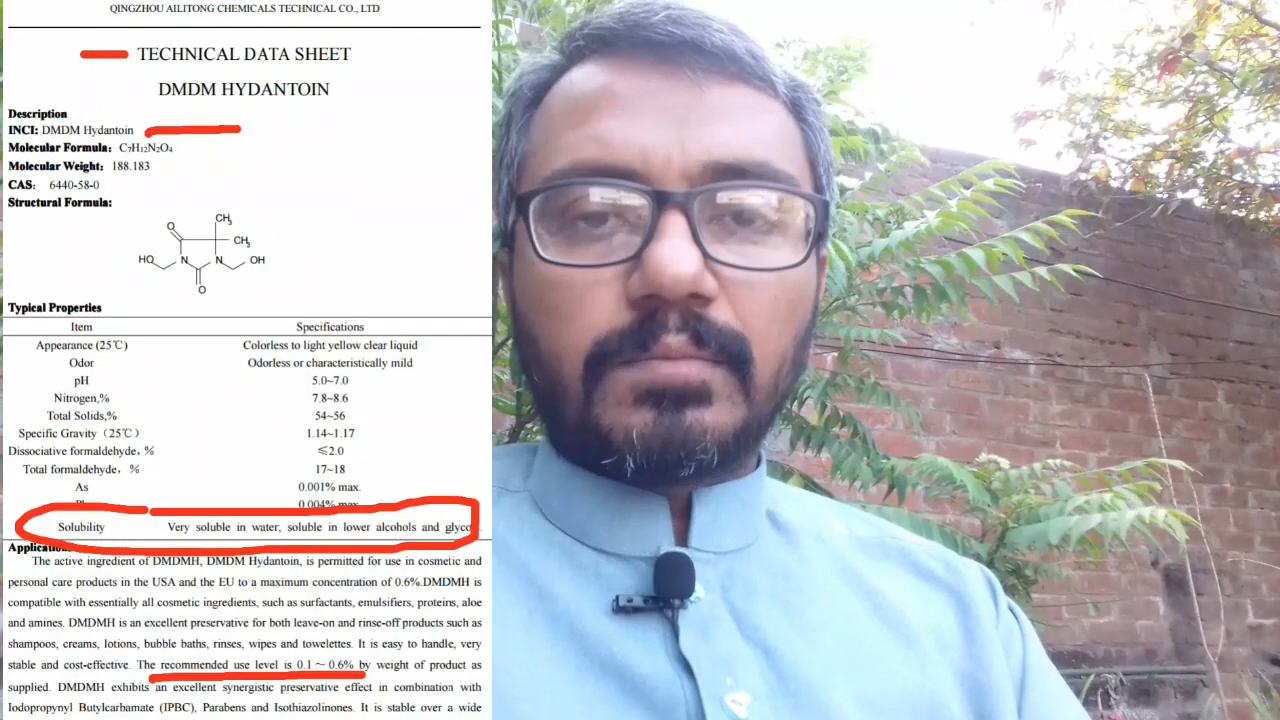 QINGZHOU AILITONG CHEMICALS TECHNICAL CO., LTD
TECHNICAL DATA SHEET
DMDM HYDANTOIN
Description
INCI: DMDM Hydantoin
Molecular Formula: C₇H₁₂N₂O₄
Molecular Weight: 188.183
CAS: 6440-58-0
Structural Formula:
CH₃
O
CH₃
HO
N
N
OH
O
Typical Properties
Item Specifications
Appearance (25℃) Colorless to light yellow clear liquid
Odor Odorless or characteristically mild
pH 5.0~7.0
Nitrogen,% 7.8~8.6
Total Solids,% 54~56
Specific Gravity (25℃) 1.14~1.17
Dissociative formaldehyde, % ≤2.0
Total formaldehyde, % 17~18
As 0.001% max.
0.004% max
Solubility Very soluble in water, soluble in lower alcohols and
The active ingredient of DMDMH, DMDM Hydantoin, is permitted for use in cosmetic and
personal care products in the USA and the EU to a maximum concentration of 0.6%.DMDMH is
compatible with essentially all cosmetic ingredients, such as surfactants, emulsifiers, proteins, aloe
and amines. DMDMH is an excellent preservative for both leave-on and rinse-off products such as
shampoos, creams, lotions, bubble baths, rinses, wipes and towelettes. It is easy to handle, very
stable and cost-effective. The recommended use level is 0.1~0.6% by weight of product as
supplied. DMDMH exhibits an excellent synergistic preservative effect in combination with
Iodopropynyl Butylcarbamate (IPBC), Parabens and Isothiazolinones. It is stable over a wide